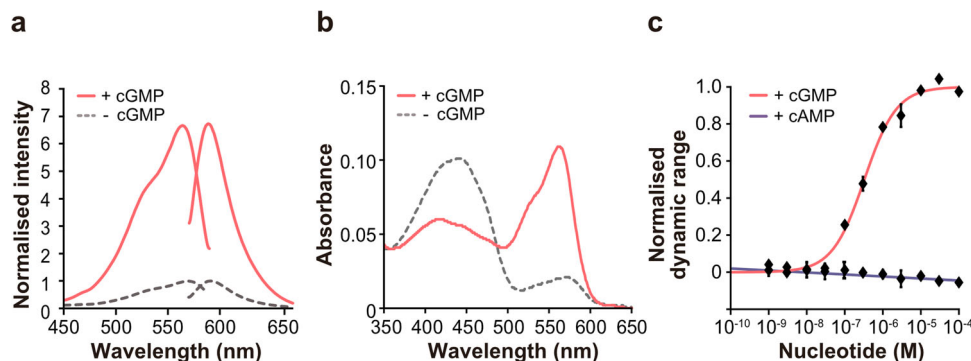 a
b
c
Normalised intensity
8
7
6
5
4
3
2
1
0
+ cGMP
- cGMP
450 500 550 600 650
Wavelength (nm)
Absorbance
0.15
0.10
0.05
0
+ cGMP
- cGMP
350 400 450 500 550 600 650
Wavelength (nm)
Normalised
dynamic range
1.0
0.8
0.6
0.4
0.2
0
+ cGMP
+ cAMP
10⁻¹⁰ 10⁻⁹ 10⁻⁸ 10⁻⁷ 10⁻⁶ 10⁻⁵ 10⁻⁴
Nucleotide (M)